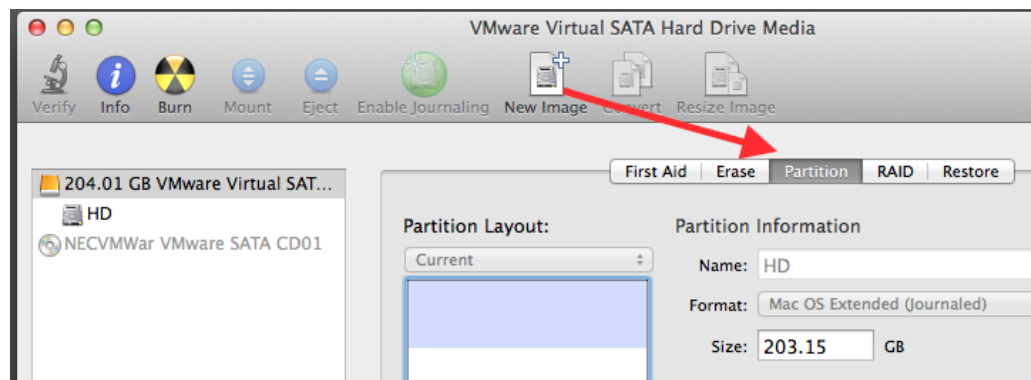 VMware Virtual SATA Hard Drive Media
Verify Info Burn Mount Eject Enable Journaling New Image Convert Resize Image
First Aid Erase Partition RAID Restore
204.01 GB VMware Virtual SAT...
HD
NECVMWar VMware SATA CD01
Partition Layout:
Current
Partition Information
Name: HD
Format: Mac OS Extended (Journaled)
Size: 203.15 GB